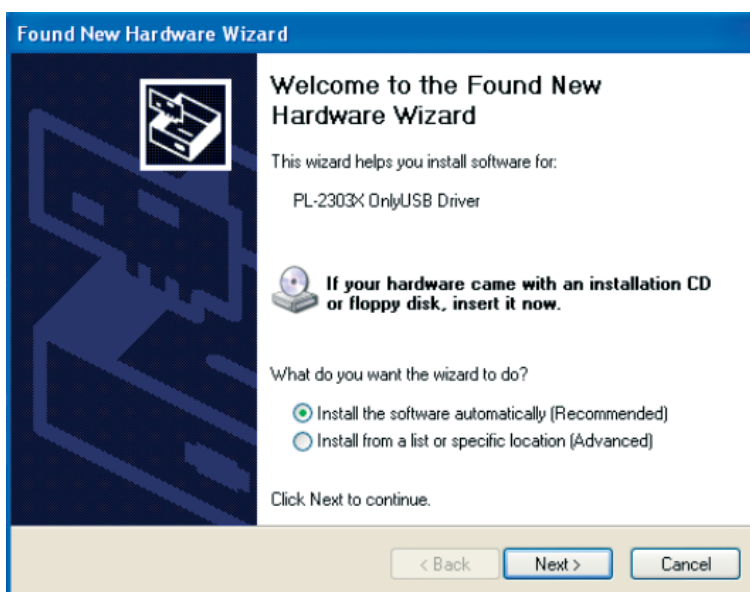 Found New Hardware Wizard
Welcome to the Found New
Hardware Wizard
This wizard helps you install software for:
PL-2303X OnlyUSB Driver
If your hardware came with an installation CD
or floppy disk, insert it now.
What do you want the wizard to do?
Install the software automatically (Recommended)
Install from a list or specific location (Advanced)
Click Next to continue.
< Back Next > Cancel